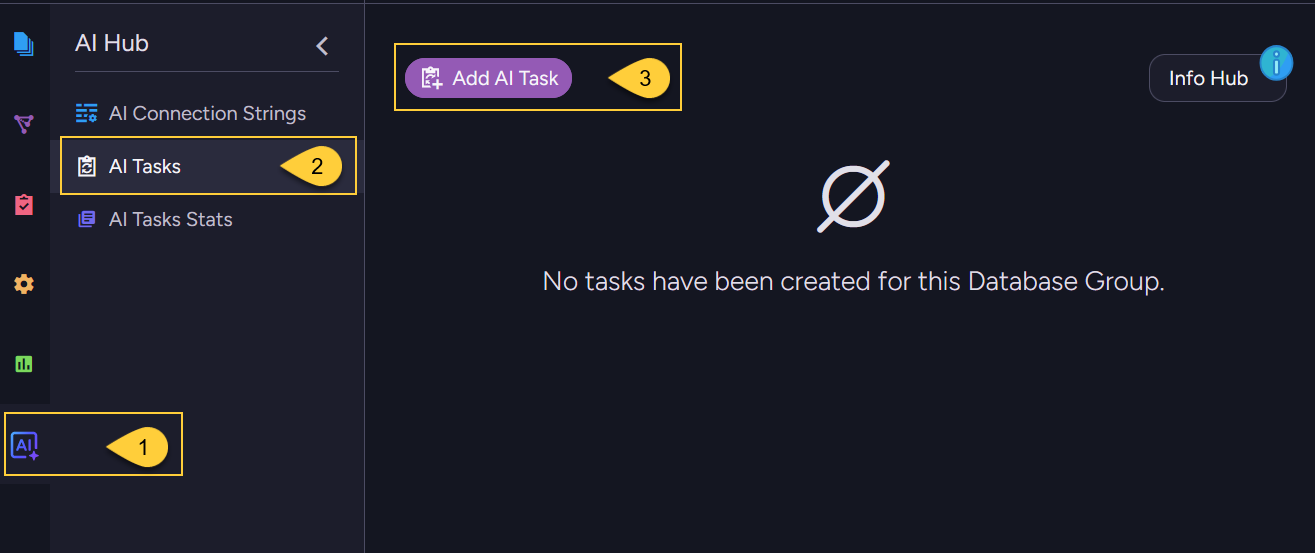 AI Hub
AI Connection Strings
AI Tasks
2
AI Tasks Stats
AI
1
Add AI Task
3
Info Hub
i
No tasks have been created for this Database Group.